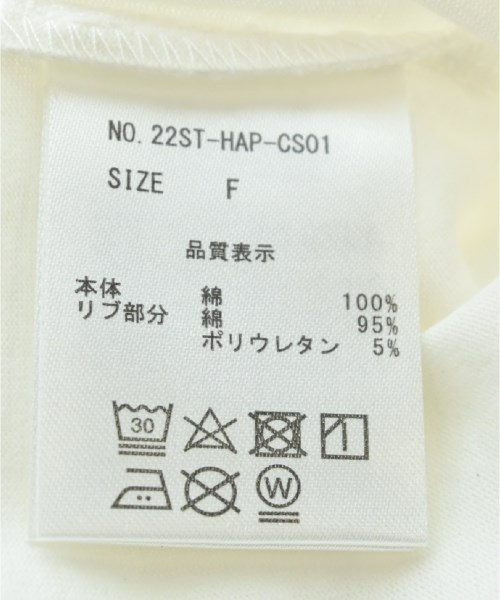 NO. 22ST-HAP-CS01
SIZE F
品質表示
本体 綿 100%
リブ部分 綿 95%
ポリウレタン 5%
30
W